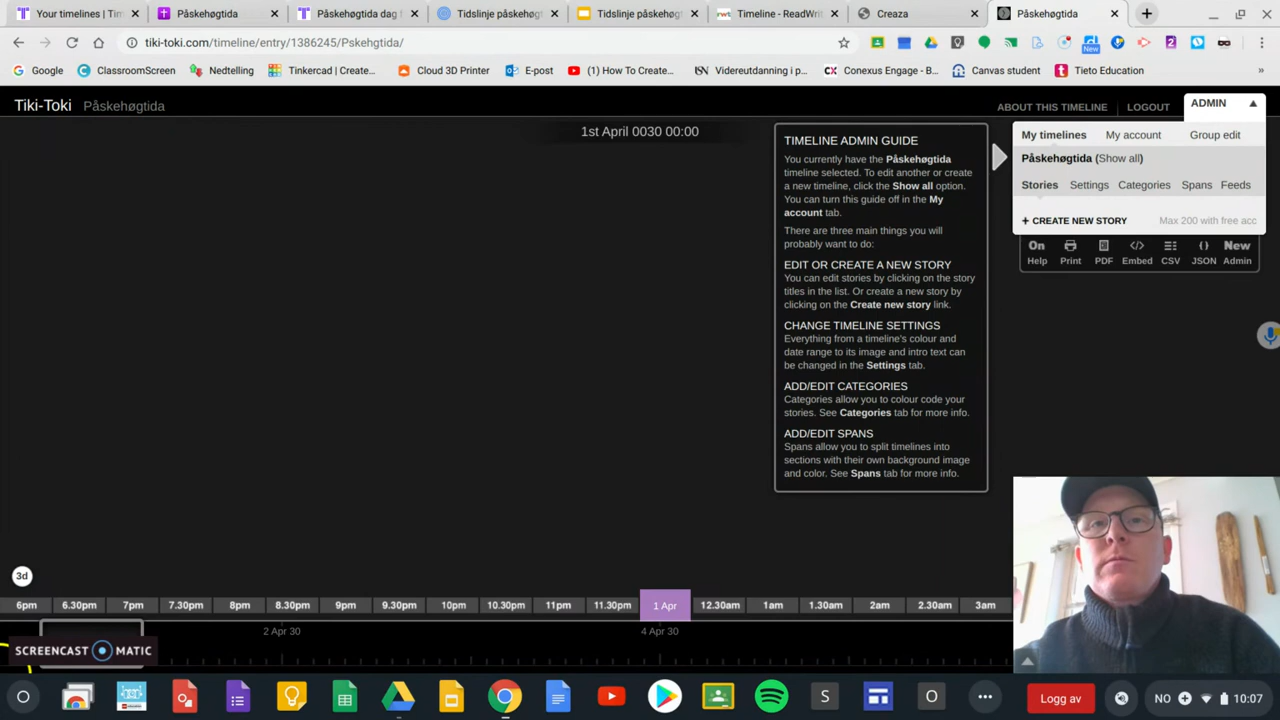 Your timelines | Tim
Påskehøgtida
Påskehøgtida dag f
Tidslinje påskehøgt
Tidslinje påskehøgt
Timeline - ReadWrit
Creaza
Påskehøgtida
tiki-toki.com/timeline/entry/1386245/Pskehgtida/
New
2
Google
ClassroomScreen
Nedtelling
Tinkercad | Create...
Cloud 3D Printer
E-post
(1) How To Create...
Videreutdanning i p...
Conexus Engage - B...
Canvas student
Tieto Education
»
Tiki-Toki Påskehøgtida
ABOUT THIS TIMELINE
LOGOUT
ADMIN
1st April 0030 00:00
TIMELINE ADMIN GUIDE
You currently have the Påskehøgtida
timeline selected. To edit another or create
a new timeline, click the Show all option.
You can turn this guide off in the My
account tab.
There are three main things you will
probably want to do:
EDIT OR CREATE A NEW STORY
You can edit stories by clicking on the story
titles in the list. Or create a new story by
clicking on the Create new story link.
CHANGE TIMELINE SETTINGS
Everything from a timeline's colour and
date range to its image and intro text can
be changed in the Settings tab.
ADD/EDIT CATEGORIES
Categories allow you to colour code your
stories. See Categories tab for more info.
ADD/EDIT SPANS
Spans allow you to split timelines into
sections with their own background image
and color. See Spans tab for more info.
My timelines My account Group edit
Påskehøgtida (Show all)
Stories Settings Categories Spans Feeds
+ CREATE NEW STORY Max 200 with free acc
On </> {} New
Help Print PDF Embed CSV JSON Admin
3d
6pm 6.30pm 7pm 7.30pm 8pm 8.30pm 9pm 9.30pm 10pm 10.30pm 11pm 11.30pm 1 Apr 12.30am 1am 1.30am 2am 2.30am 3am
2 Apr 30 4 Apr 30
SCREENCAST MATIC
S
O
Logg av
NO
10:07